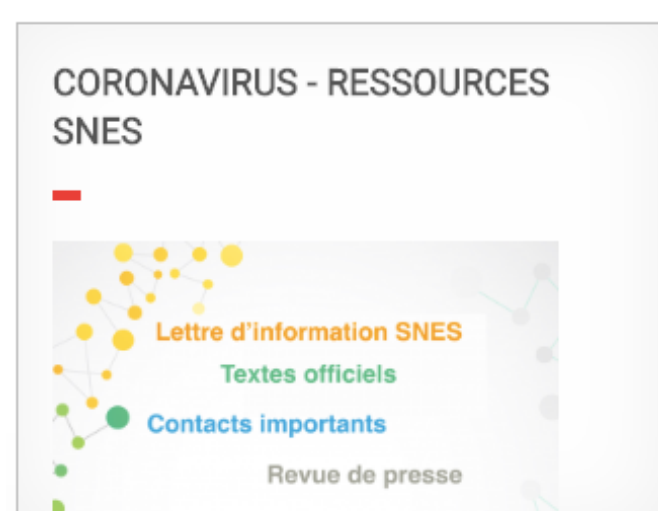 CORONAVIRUS - RESSOURCES
SNES
Lettre d'information SNES
Textes officiels
Contacts importants
Revue de presse